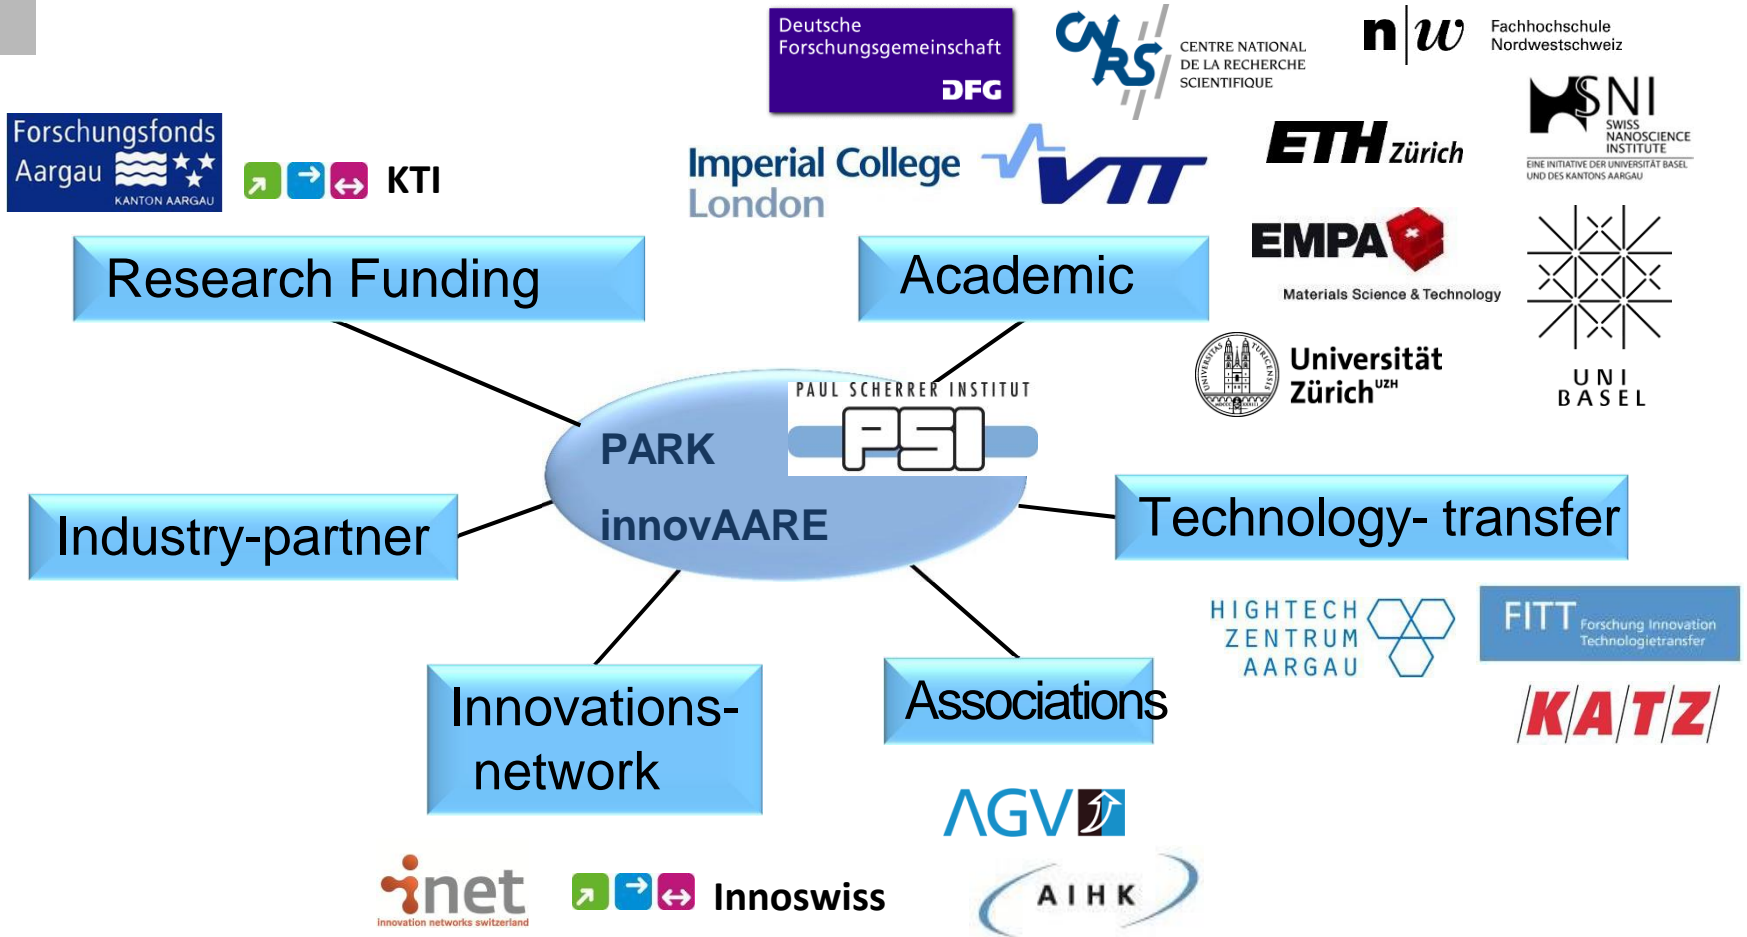 Deutsche
Forschungsgemeinschaft
DFG
CNRS
CENTRE NATIONAL
DE LA RECHERCHE
SCIENTIFIQUE
n|w
Fachhochschule
Nordwestschweiz
Forschungsfonds
Aargau
KANTON AARGAU
KTI
Imperial College
London
VTT
ETH Zürich
SNI
SWISS
NANOSCIENCE
INSTITUTE
EINE INITIATIVE DER UNIVERSITÄT BASEL
UND DES KANTONS AARGAU
Research Funding
Academic
EMPA
Materials Science & Technology
Universität
Zürich UZH
UNI
BASEL
PAUL SCHERRER INSTITUT
PSI
PARK
innovAARE
Industry-partner
Technology- transfer
HIGHTECH
ZENTRUM
AARGAU
FITT Forschung Innovation
Technologietransfer
K/A/T/Z
Innovations-
network
Associations
AGV
inet
innovation networks switzerland
Innoswiss
AIHK